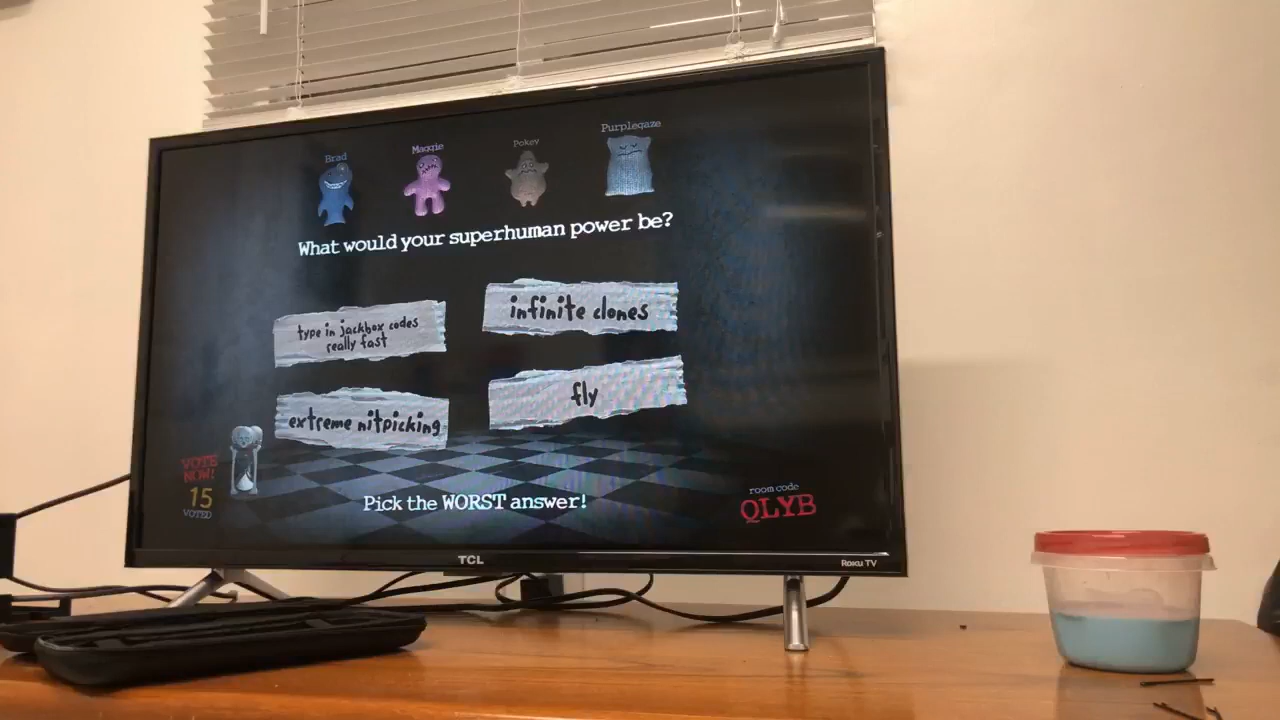 Brad
Maggie
Pokey
Purplegaze
What would your superhuman power be?
type in jackbox codes
really fast
infinite clones
extreme nitpicking
fly
VOTE
NOW!
15
VOTED
Pick the WORST answer!
room code
QLYB
TCL
Roku TV